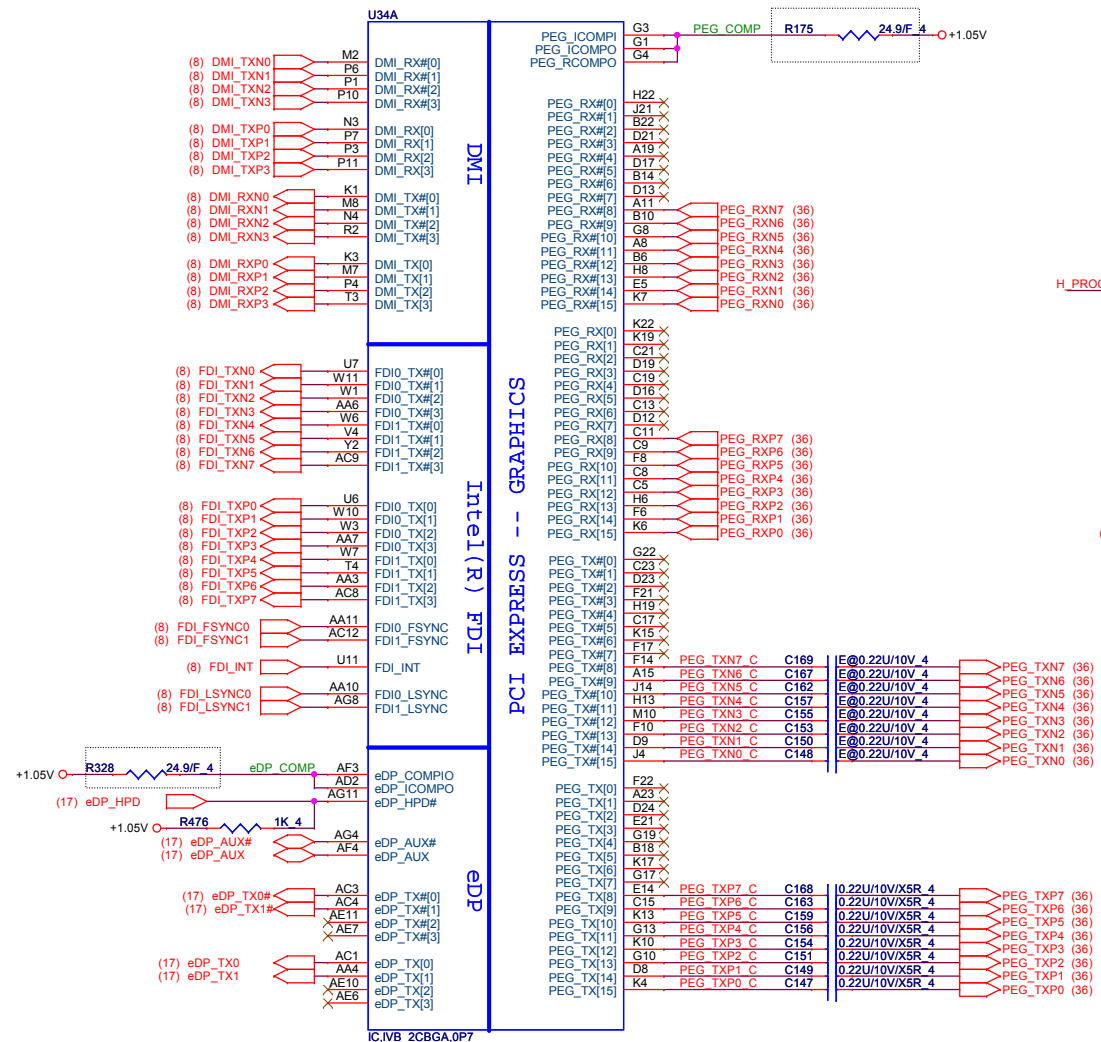 U34A
(8) DMI_TXN0 M2 DMI_RX#[0]
(8) DMI_TXN1 P6 DMI_RX#[1]
(8) DMI_TXN2 P1 DMI_RX#[2]
(8) DMI_TXN3 P10 DMI_RX#[3]
(8) DMI_TXP0 N3 DMI_RX[0]
(8) DMI_TXP1 P7 DMI_RX[1]
(8) DMI_TXP2 P3 DMI_RX[2]
(8) DMI_TXP3 P11 DMI_RX[3]
(8) DMI_RXN0 K1 DMI_TX#[0]
(8) DMI_RXN1 M8 DMI_TX#[1]
(8) DMI_RXN2 N4 DMI_TX#[2]
(8) DMI_RXN3 R2 DMI_TX#[3]
(8) DMI_RXP0 K3 DMI_TX[0]
(8) DMI_RXP1 M7 DMI_TX[1]
(8) DMI_RXP2 P4 DMI_TX[2]
(8) DMI_RXP3 T3 DMI_TX[3]
DMI
(8) FDI_TXN0 U7 FDI0_TX#[0]
(8) FDI_TXN1 W11 FDI0_TX#[1]
(8) FDI_TXN2 W1 FDI0_TX#[2]
(8) FDI_TXN3 AA6 FDI0_TX#[3]
(8) FDI_TXN4 W6 FDI1_TX#[0]
(8) FDI_TXN5 V4 FDI1_TX#[1]
(8) FDI_TXN6 Y2 FDI1_TX#[2]
(8) FDI_TXN7 AC9 FDI1_TX#[3]
(8) FDI_TXP0 U6 FDI0_TX[0]
(8) FDI_TXP1 W10 FDI0_TX[1]
(8) FDI_TXP2 W3 FDI0_TX[2]
(8) FDI_TXP3 AA7 FDI0_TX[3]
(8) FDI_TXP4 W7 FDI1_TX[0]
(8) FDI_TXP5 T4 FDI1_TX[1]
(8) FDI_TXP6 AA3 FDI1_TX[2]
(8) FDI_TXP7 AC8 FDI1_TX[3]
(8) FDI_FSYNC0 AA11 FDI0_FSYNC
(8) FDI_FSYNC1 AC12 FDI1_FSYNC
(8) FDI_INT U11 FDI_INT
(8) FDI_LSYNC0 AA10 FDI0_LSYNC
(8) FDI_LSYNC1 AG8 FDI1_LSYNC
Intel(R) FDI
+1.05V R328 24.9/F_4 eDP_COMP AF3 eDP_COMPIO
AD2 eDP_ICOMPO
(17) eDP_HPD AG11 eDP_HPD#
+1.05V R476 1K_4
(17) eDP_AUX# AG4 eDP_AUX#
(17) eDP_AUX AF4 eDP_AUX
(17) eDP_TX0# AC3 eDP_TX#[0]
(17) eDP_TX1# AC4 eDP_TX#[1]
AE11 eDP_TX#[2]
AE7 eDP_TX#[3]
(17) eDP_TX0 AC1 eDP_TX[0]
(17) eDP_TX1 AA4 eDP_TX[1]
AE10 eDP_TX[2]
AE6 eDP_TX[3]
eDP
PCI EXPRESS -- GRAPHICS
PEG_ICOMPI G3 PEG_COMP R175 24.9/F_4 +1.05V
PEG_ICOMPO G1
PEG_RCOMPO G4
PEG_RX#[0] H22
PEG_RX#[1] J21
PEG_RX#[2] B22
PEG_RX#[3] D21
PEG_RX#[4] A19
PEG_RX#[5] D17
PEG_RX#[6] B14
PEG_RX#[7] D13
PEG_RX#[8] A11 PEG_RXN7 (36)
PEG_RX#[9] B10 PEG_RXN6 (36)
PEG_RX#[10] G8 PEG_RXN5 (36)
PEG_RX#[11] A8 PEG_RXN4 (36)
PEG_RX#[12] B6 PEG_RXN3 (36)
PEG_RX#[13] H8 PEG_RXN2 (36)
PEG_RX#[14] E5 PEG_RXN1 (36)
PEG_RX#[15] K7 PEG_RXN0 (36)
PEG_RX[0] K22
PEG_RX[1] K19
PEG_RX[2] C21
PEG_RX[3] D19
PEG_RX[4] C19
PEG_RX[5] D16
PEG_RX[6] C13
PEG_RX[7] D12
PEG_RX[8] C11 PEG_RXP7 (36)
PEG_RX[9] C9 PEG_RXP6 (36)
PEG_RX[10] F8 PEG_RXP5 (36)
PEG_RX[11] C8 PEG_RXP4 (36)
PEG_RX[12] C5 PEG_RXP3 (36)
PEG_RX[13] H6 PEG_RXP2 (36)
PEG_RX[14] F6 PEG_RXP1 (36)
PEG_RX[15] K6 PEG_RXP0 (36)
PEG_TX#[0] G22
PEG_TX#[1] C23
PEG_TX#[2] D23
PEG_TX#[3] F21
PEG_TX#[4] H19
PEG_TX#[5] C17
PEG_TX#[6] K15
PEG_TX#[7] F17
PEG_TX#[8] F14 PEG_TXN7_C C169 E@0.22U/10V_4 PEG_TXN7 (36)
PEG_TX#[9] A15 PEG_TXN6_C C167 E@0.22U/10V_4 PEG_TXN6 (36)
PEG_TX#[10] J14 PEG_TXN5_C C162 E@0.22U/10V_4 PEG_TXN5 (36)
PEG_TX#[11] H13 PEG_TXN4_C C157 E@0.22U/10V_4 PEG_TXN4 (36)
PEG_TX#[12] M10 PEG_TXN3_C C155 E@0.22U/10V_4 PEG_TXN3 (36)
PEG_TX#[13] F10 PEG_TXN2_C C153 E@0.22U/10V_4 PEG_TXN2 (36)
PEG_TX#[14] D9 PEG_TXN1_C C150 E@0.22U/10V_4 PEG_TXN1 (36)
PEG_TX#[15] J4 PEG_TXN0_C C148 E@0.22U/10V_4 PEG_TXN0 (36)
PEG_TX[0] F22
PEG_TX[1] A23
PEG_TX[2] D24
PEG_TX[3] E21
PEG_TX[4] G19
PEG_TX[5] B18
PEG_TX[6] K17
PEG_TX[7] G17
PEG_TX[8] E14 PEG_TXP7_C C168 0.22U/10V/X5R_4 PEG_TXP7 (36)
PEG_TX[9] C15 PEG_TXP6_C C163 0.22U/10V/X5R_4 PEG_TXP6 (36)
PEG_TX[10] K13 PEG_TXP5_C C159 0.22U/10V/X5R_4 PEG_TXP5 (36)
PEG_TX[11] G13 PEG_TXP4_C C156 0.22U/10V/X5R_4 PEG_TXP4 (36)
PEG_TX[12] K10 PEG_TXP3_C C154 0.22U/10V/X5R_4 PEG_TXP3 (36)
PEG_TX[13] G10 PEG_TXP2_C C151 0.22U/10V/X5R_4 PEG_TXP2 (36)
PEG_TX[14] D8 PEG_TXP1_C C149 0.22U/10V/X5R_4 PEG_TXP1 (36)
PEG_TX[15] K4 PEG_TXP0_C C147 0.22U/10V/X5R_4 PEG_TXP0 (36)
IC,IVB_2CBGA,0P7